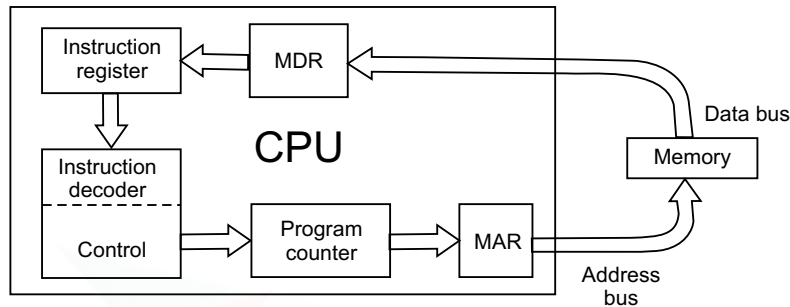 Instruction
register
MDR
Data bus
CPU
Memory
Instruction
decoder
Control
Program
counter
MAR
Address
bus